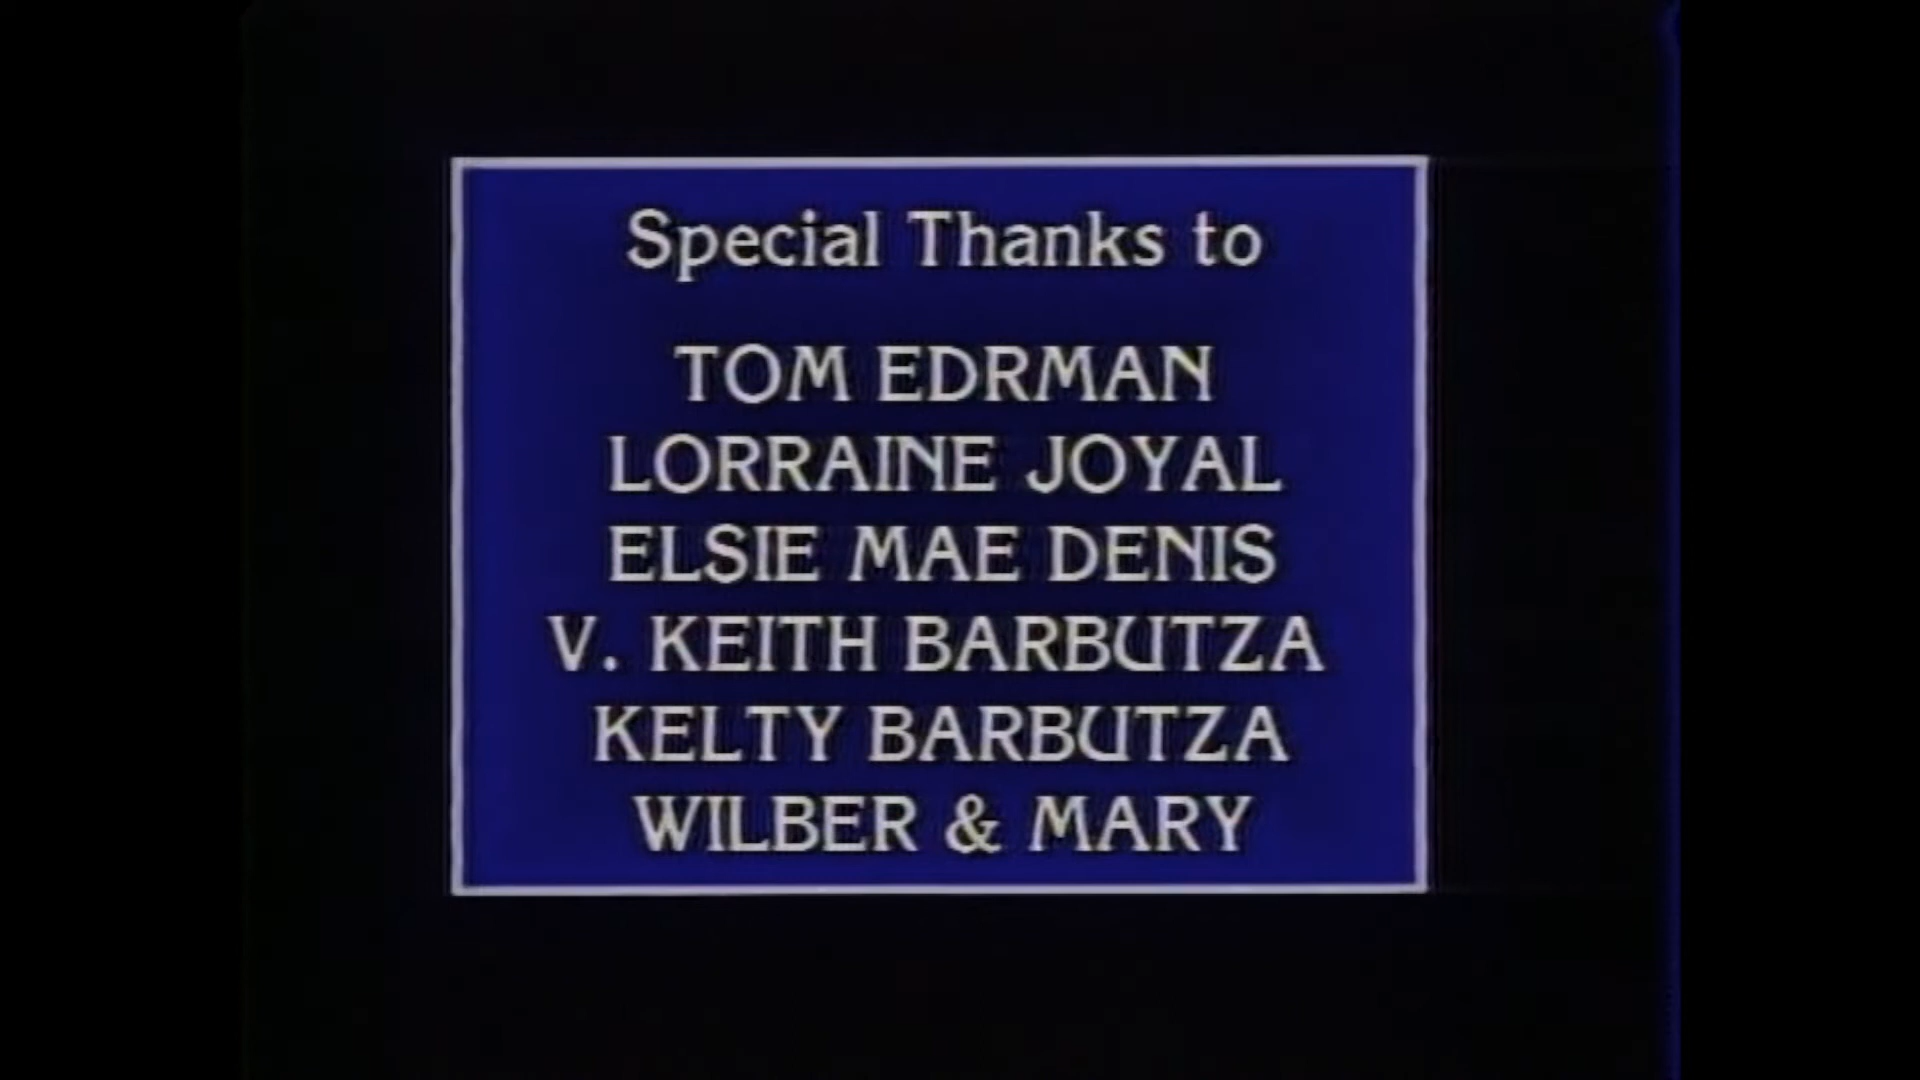 Special Thanks to
TOM EDRMAN
LORRAINE JOYAL
ELSIE MAE DENIS
V. KEITH BARBUTZA
KELTY BARBUTZA
WILBER & MARY